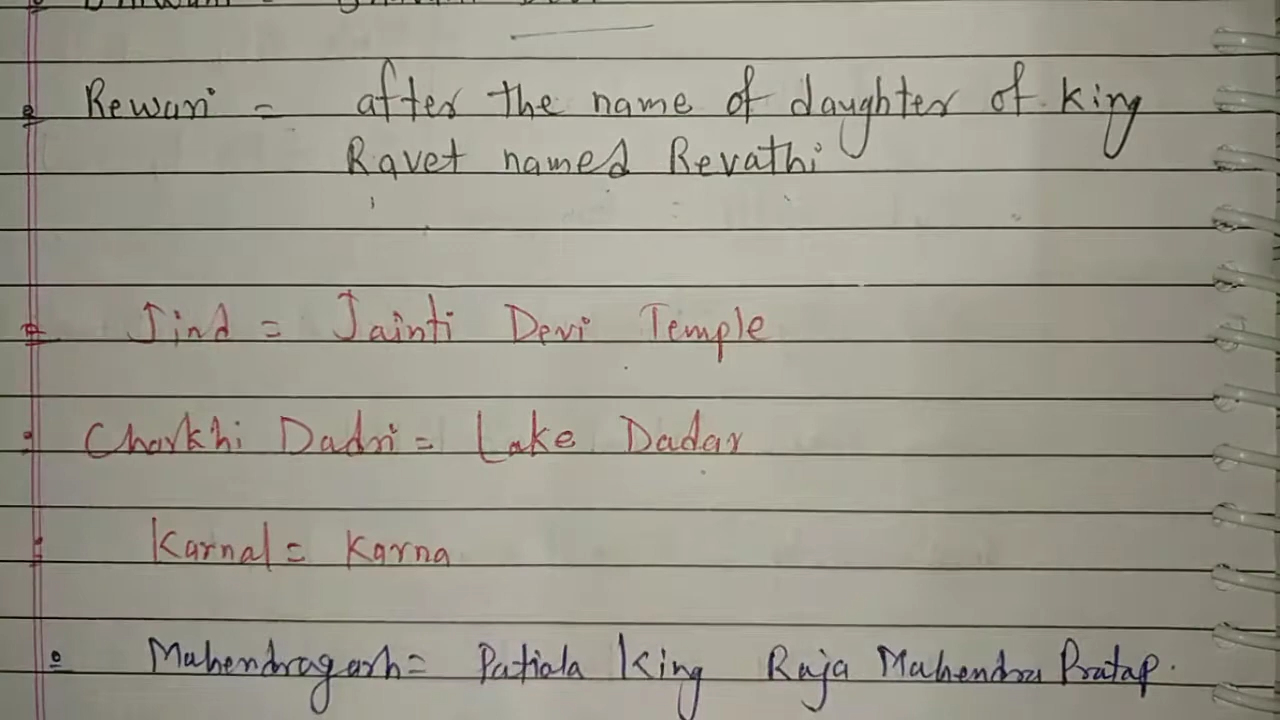 Rewari = after the name of daughter of king
Ravet named Revathi
Jind = Jainti Devi Temple
Charkhi Dadri = Lake Dadar
Karnal = Karna
Mahendragarh = Patiala King Raja Mahendra Pratap.